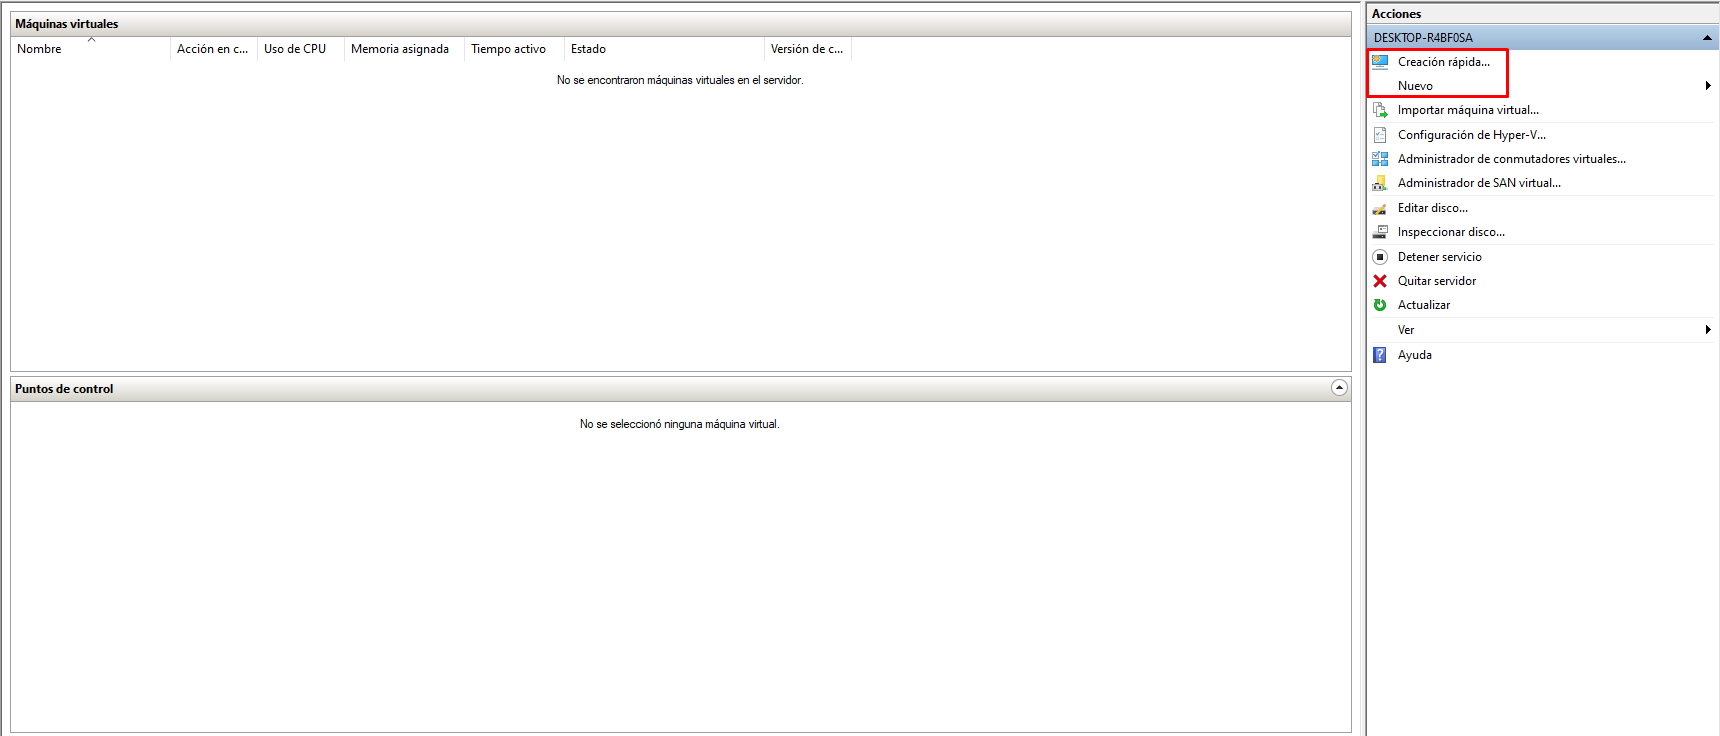 Máquinas virtuales
Nombre Acción en c... Uso de CPU Memoria asignada Tiempo activo Estado Versión de c...
No se encontraron máquinas virtuales en el servidor.
Puntos de control
No se seleccionó ninguna máquina virtual.
Acciones
DESKTOP-R4BF0SA
Creación rápida...
Nuevo
Importar máquina virtual...
Configuración de Hyper-V...
Administrador de conmutadores virtuales...
Administrador de SAN virtual...
Editar disco...
Inspeccionar disco...
Detener servicio
Quitar servidor
Actualizar
Ver
Ayuda